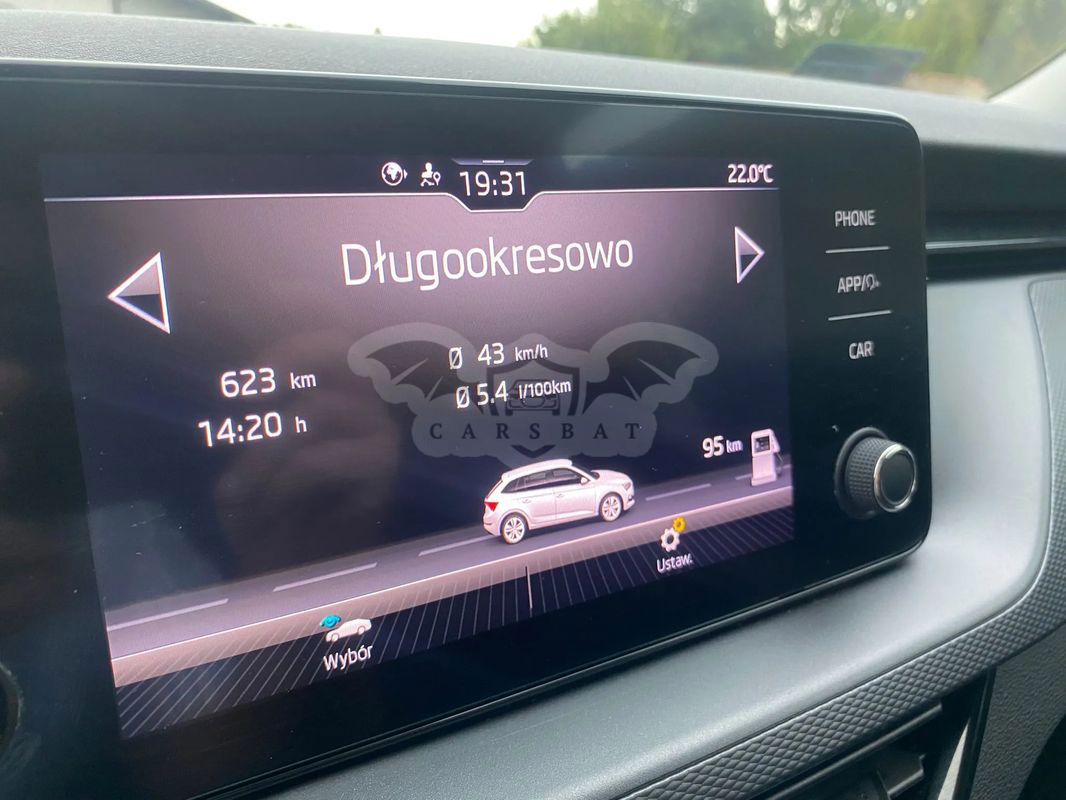 19:31
22.0°C
Długookresowo
623 km
14:20 h
Ø 43 km/h
Ø 5.4 l/100km
CARSBAT
95 km
Wybór
Ustaw.
PHONE
APP/
CAR